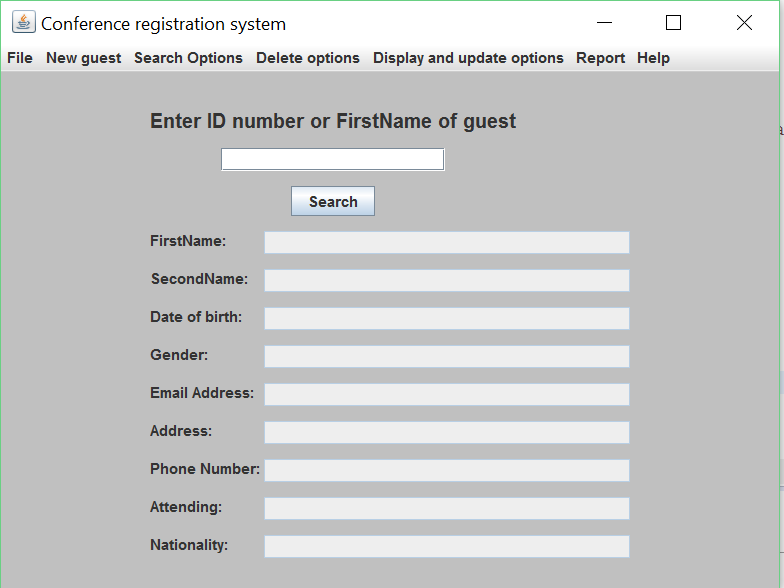 Conference registration system
File New guest Search Options Delete options Display and update options Report Help
Enter ID number or FirstName of guest
Search
FirstName:
SecondName:
Date of birth:
Gender:
Email Address:
Address:
Phone Number:
Attending:
Nationality: